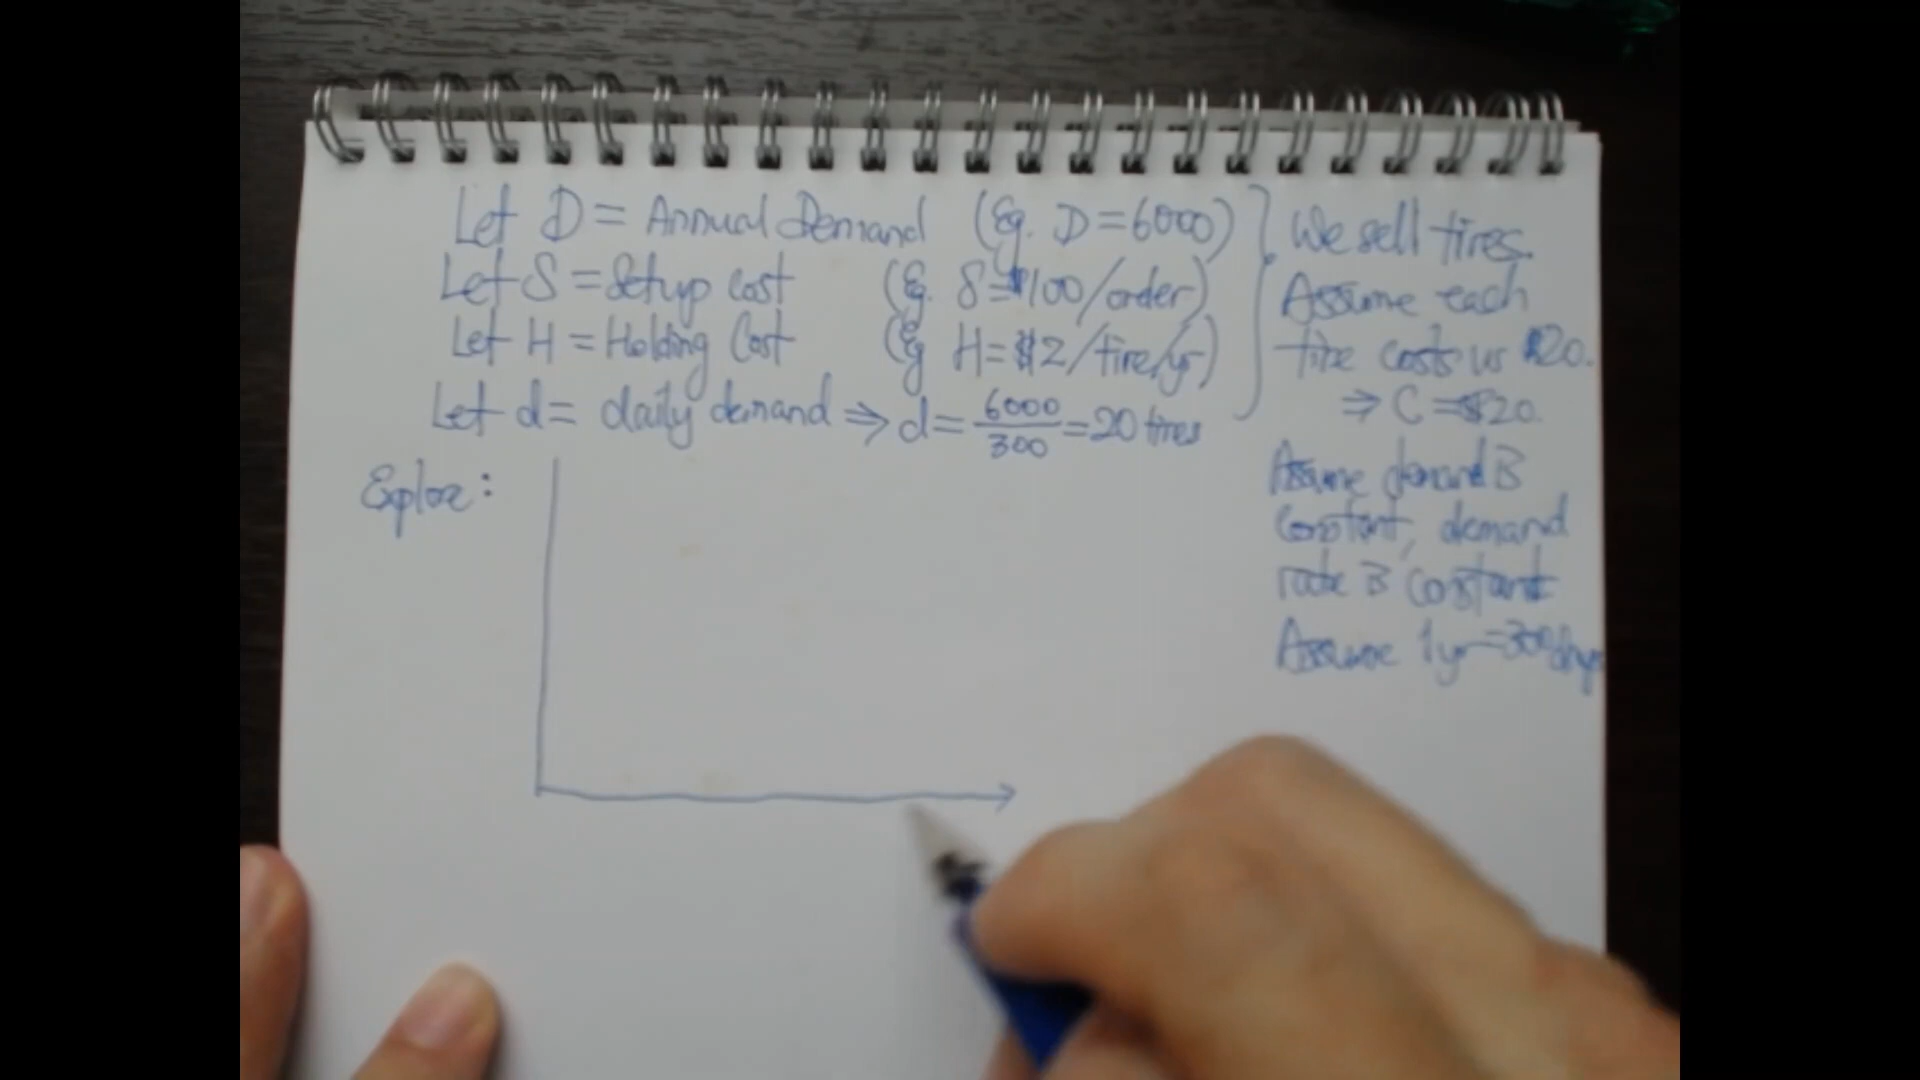 Let D = Annual Demand (Eg. D=6000)
Let S = Setup cost (Eg. S=$100/order)
Let H = Holding Cost (Eg H=$2/tire/yr)
Let d = daily demand ⇒ d = 6000/300 = 20 tires
Explore:
We sell tires.
Assume each
tire costs us $20.
⇒ C = $20.
Assume demand is
constant, demand
rate is constant
Assume 1 yr = 300 days